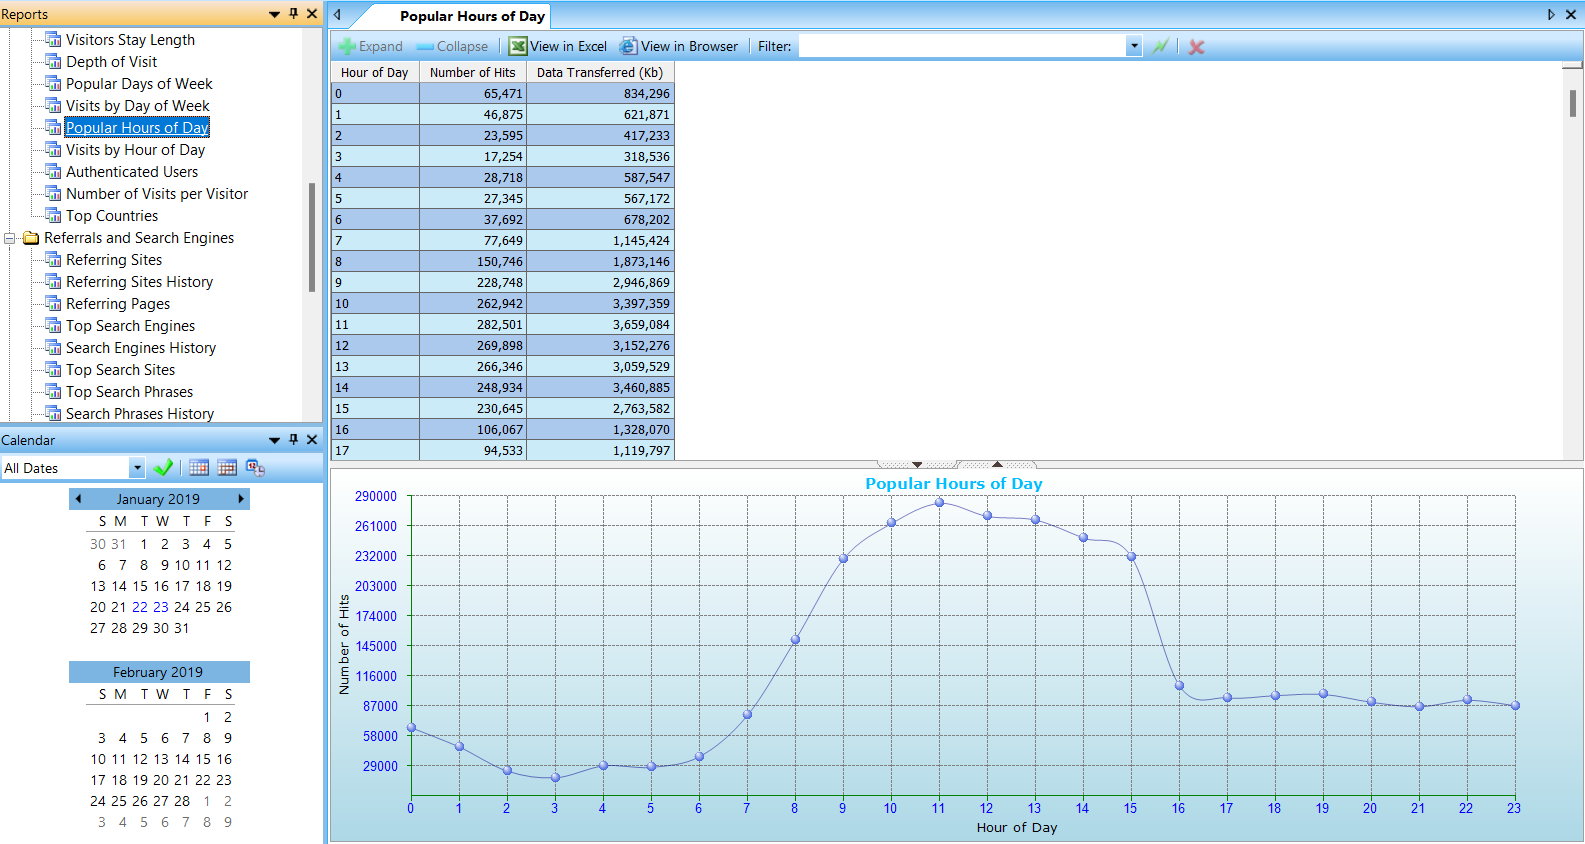 Reports
Visitors Stay Length
Depth of Visit
Popular Days of Week
Visits by Day of Week
Popular Hours of Day
Visits by Hour of Day
Authenticated Users
Number of Visits per Visitor
Top Countries
Referrals and Search Engines
Referring Sites
Referring Sites History
Referring Pages
Top Search Engines
Search Engines History
Top Search Sites
Top Search Phrases
Search Phrases History
Calendar
All Dates
January 2019
S M T W T F S
30 31 1 2 3 4 5
6 7 8 9 10 11 12
13 14 15 16 17 18 19
20 21 22 23 24 25 26
27 28 29 30 31
February 2019
S M T W T F S
1 2
3 4 5 6 7 8 9
10 11 12 13 14 15 16
17 18 19 20 21 22 23
24 25 26 27 28 1 2
3 4 5 6 7 8 9
Popular Hours of Day
Expand Collapse View in Excel View in Browser Filter:
Hour of Day Number of Hits Data Transferred (Kb)
0 65,471 834,296
1 46,875 621,871
2 23,595 417,233
3 17,254 318,536
4 28,718 587,547
5 27,345 567,172
6 37,692 678,202
7 77,649 1,145,424
8 150,746 1,873,146
9 228,748 2,946,869
10 262,942 3,397,359
11 282,501 3,659,084
12 269,898 3,152,276
13 266,346 3,059,529
14 248,934 3,460,885
15 230,645 2,763,582
16 106,067 1,328,070
17 94,533 1,119,797
Popular Hours of Day
Number of Hits
290000
261000
232000
203000
174000
145000
116000
87000
58000
29000
0 1 2 3 4 5 6 7 8 9 10 11 12 13 14 15 16 17 18 19 20 21 22 23
Hour of Day